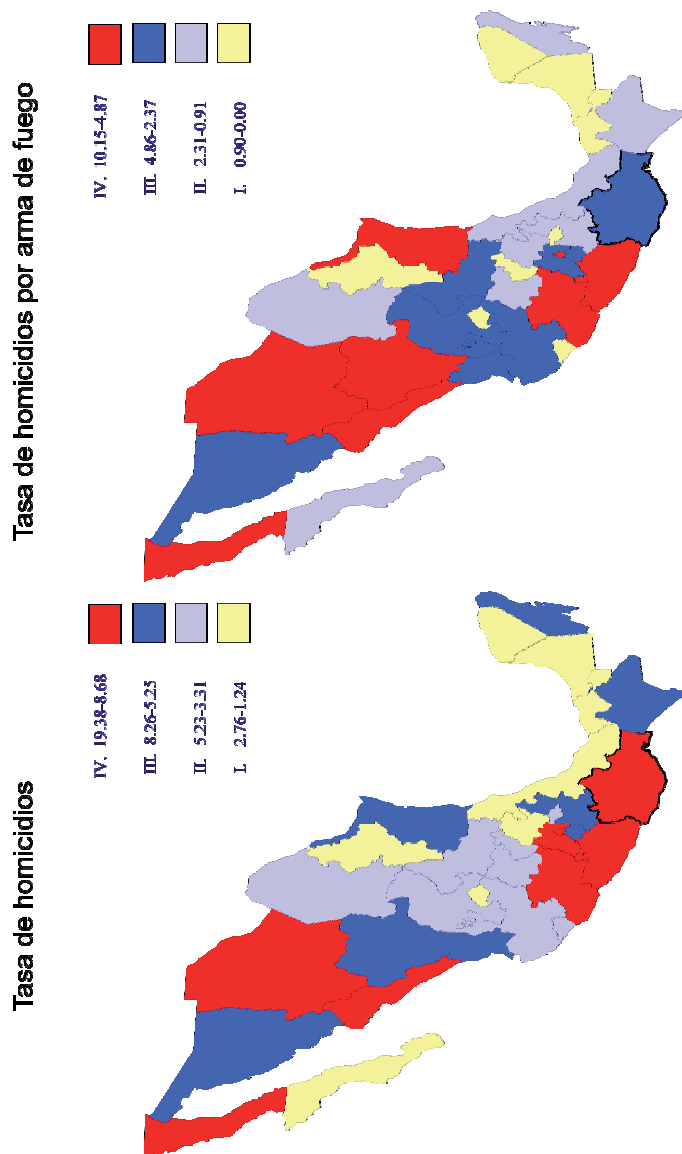 Tasa de homicidios
IV. 19.38-8.68
III. 8.26-5.25
II. 5.23-3.31
I. 2.76-1.24
Tasa de homicidios por arma de fuego
IV. 10.15-4.87
III. 4.86-2.37
II. 2.31-0.91
I. 0.90-0.00